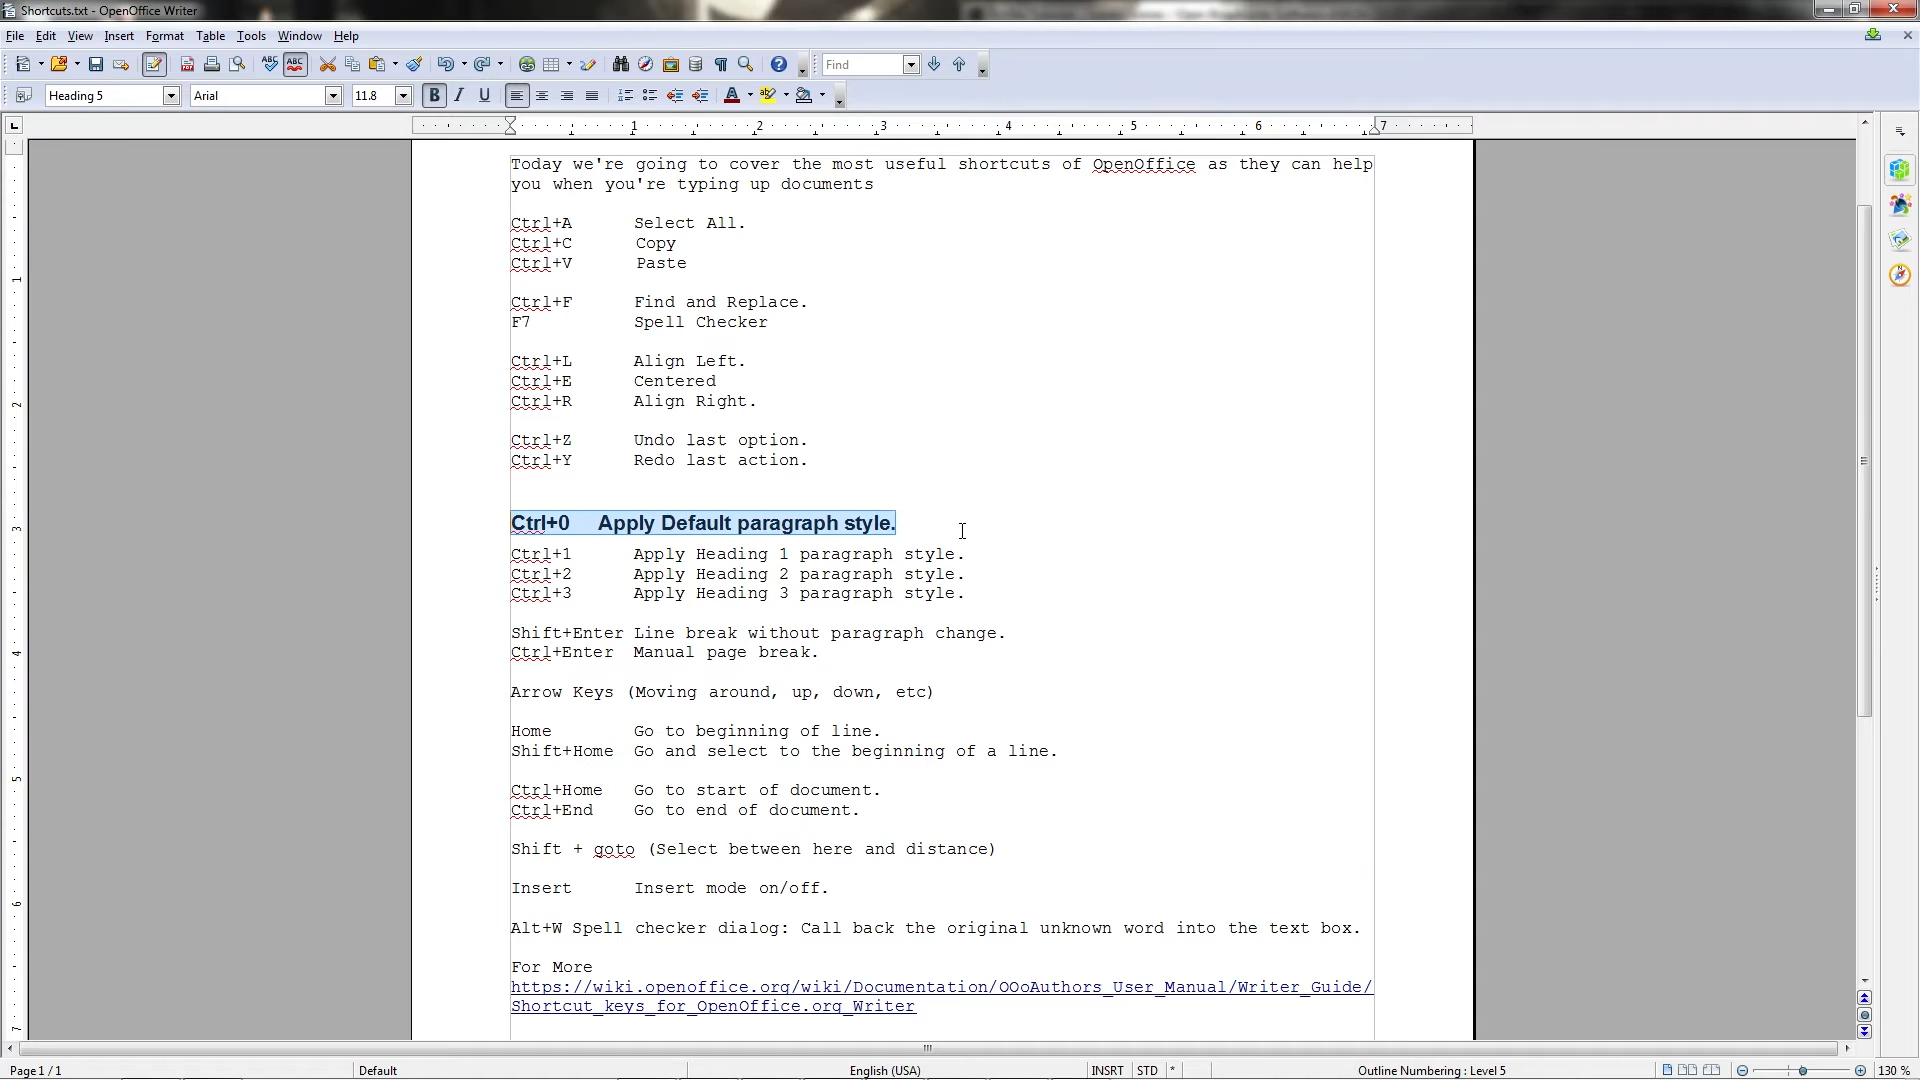 Shortcuts.txt - OpenOffice Writer
File Edit View Insert Format Table Tools Window Help
Find
Heading 5 Arial 11.8
1 2 3 4 5 6 7
Today we're going to cover the most useful shortcuts of OpenOffice as they can help
you when you're typing up documents
Ctrl+A Select All.
Ctrl+C Copy
Ctrl+V Paste
Ctrl+F Find and Replace.
F7 Spell Checker
Ctrl+L Align Left.
Ctrl+E Centered
Ctrl+R Align Right.
Ctrl+Z Undo last option.
Ctrl+Y Redo last action.
Ctrl+0 Apply Default paragraph style.
Ctrl+1 Apply Heading 1 paragraph style.
Ctrl+2 Apply Heading 2 paragraph style.
Ctrl+3 Apply Heading 3 paragraph style.
Shift+Enter Line break without paragraph change.
Ctrl+Enter Manual page break.
Arrow Keys (Moving around, up, down, etc)
Home Go to beginning of line.
Shift+Home Go and select to the beginning of a line.
Ctrl+Home Go to start of document.
Ctrl+End Go to end of document.
Shift + goto (Select between here and distance)
Insert Insert mode on/off.
Alt+W Spell checker dialog: Call back the original unknown word into the text box.
For More
https://wiki.openoffice.org/wiki/Documentation/OOoAuthors_User_Manual/Writer_Guide/
Shortcut_keys_for_OpenOffice.org_Writer
Page 1 / 1 Default English (USA) INSRT STD * Outline Numbering : Level 5 130 %